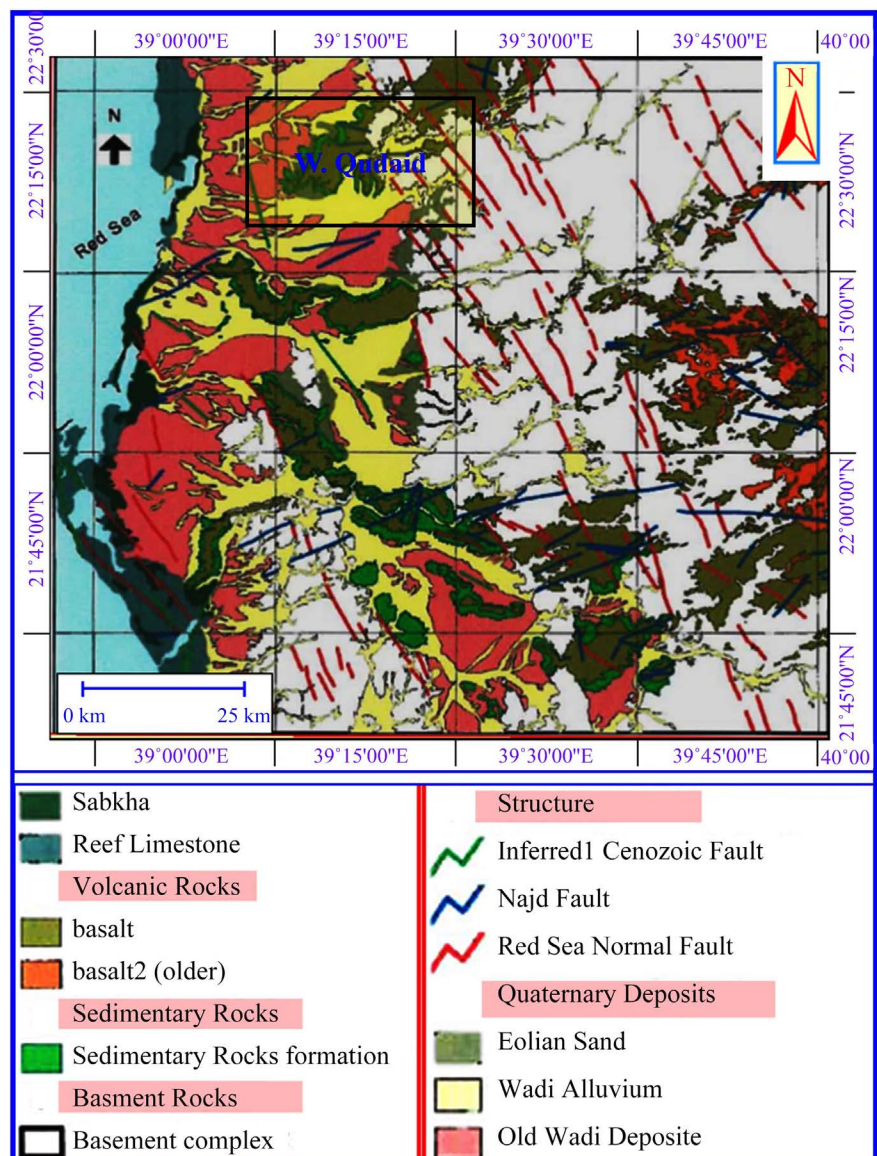 39°00'00"E 39°15'00"E 39°30'00"E 39°45'00"E 40°00
22°30'00
22°15'00"N
22°00'00"N
21°45'00"N
N
N
W. Qudaid
Red Sea
22°30'00"N
22°15'00"N
22°00'00"N
21°45'00"N
0 km 25 km
39°00'00"E 39°15'00"E 39°30'00"E 39°45'00"E 40°00
Sabkha
Reef Limestone
Volcanic Rocks
basalt
basalt2 (older)
Sedimentary Rocks
Sedimentary Rocks formation
Basment Rocks
Basement complex
Structure
Inferred1 Cenozoic Fault
Najd Fault
Red Sea Normal Fault
Quaternary Deposits
Eolian Sand
Wadi Alluvium
Old Wadi Deposite